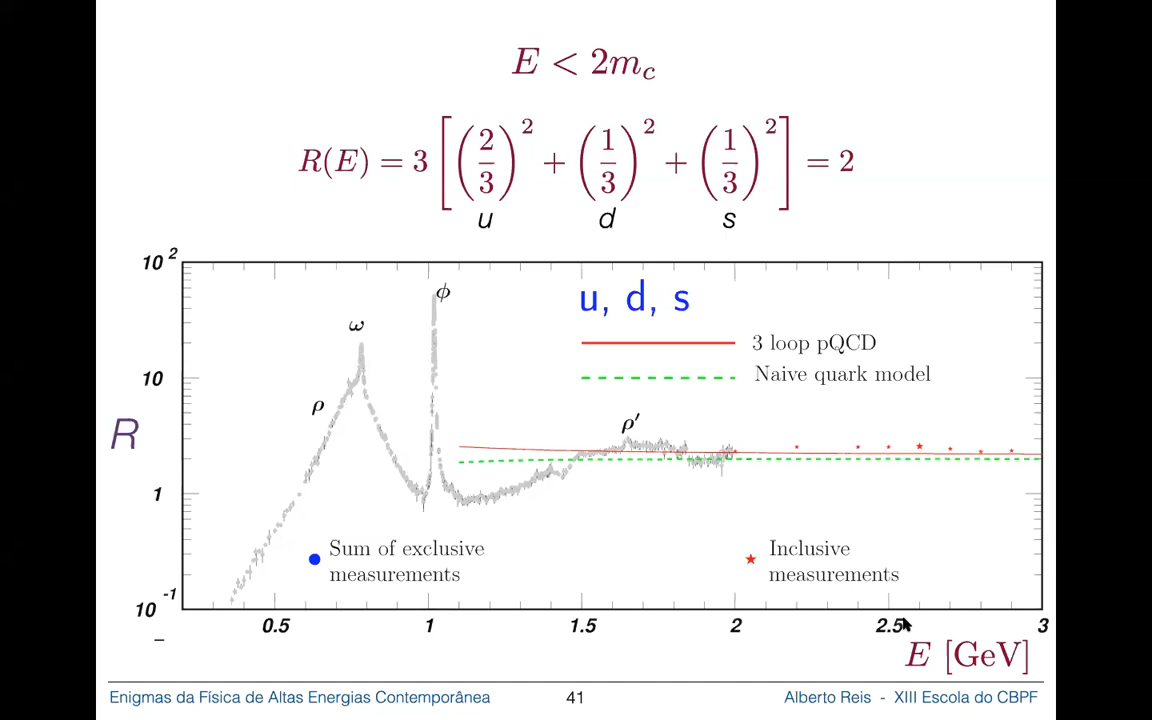 E < 2m_c
R(E) = 3 [ (2/3)^2 + (1/3)^2 + (1/3)^2 ] = 2
u d s
10^2
ϕ
u, d, s
ω
3 loop pQCD
10
Naive quark model
ρ
ρ′
R
1
Sum of exclusive
measurements
Inclusive
measurements
10^-1
0.5 1 1.5 2 2.5 3
E [GeV]
Enigmas da Física de Altas Energias Contemporânea 41 Alberto Reis - XIII Escola do CBPF